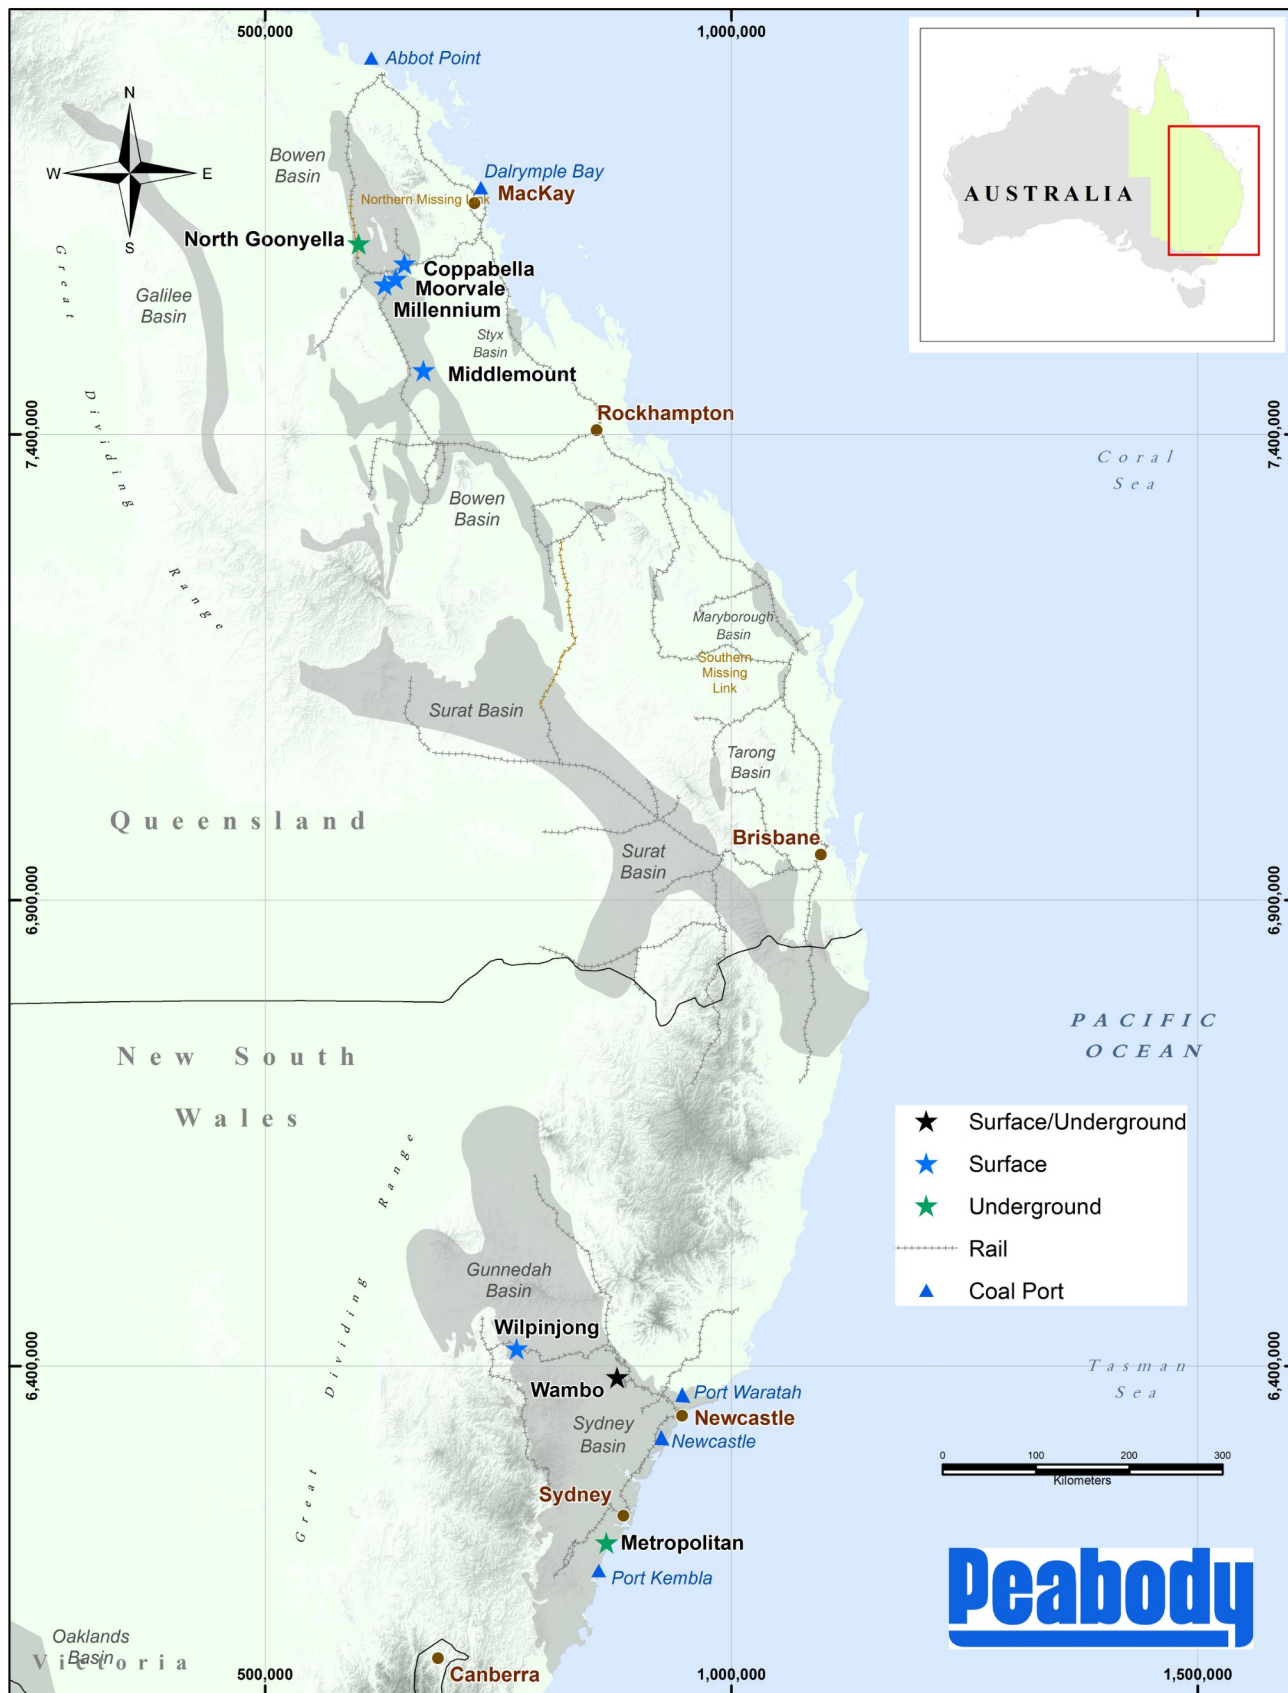 500,000
1,000,000
Abbot Point
N
W
E
S
Bowen
Basin
Dalrymple Bay
MacKay
Northern Missing Link
North Goonyella
Coppabella
Moorvale
Millennium
Galilee
Basin
Styx
Basin
Middlemount
Rockhampton
7,400,000
7,400,000
Great Dividing Range
Coral
Sea
Bowen
Basin
Maryborough
Basin
Southern
Missing
Link
Surat Basin
Tarong
Basin
Queensland
Brisbane
Surat
Basin
6,900,000
6,900,000
AUSTRALIA
PACIFIC
OCEAN
New South
Wales
Surface/Underground
Surface
Underground
Rail
Coal Port
Great Dividing Range
Gunnedah
Basin
Wilpinjong
6,400,000
6,400,000
Tasman
Sea
Wambo
Port Waratah
Newcastle
Sydney
Basin
Newcastle
0 100 200 300
Kilometers
Sydney
Metropolitan
Port Kembla
Peabody
Oaklands
Basin
Victoria
Canberra
500,000
1,000,000
1,500,000